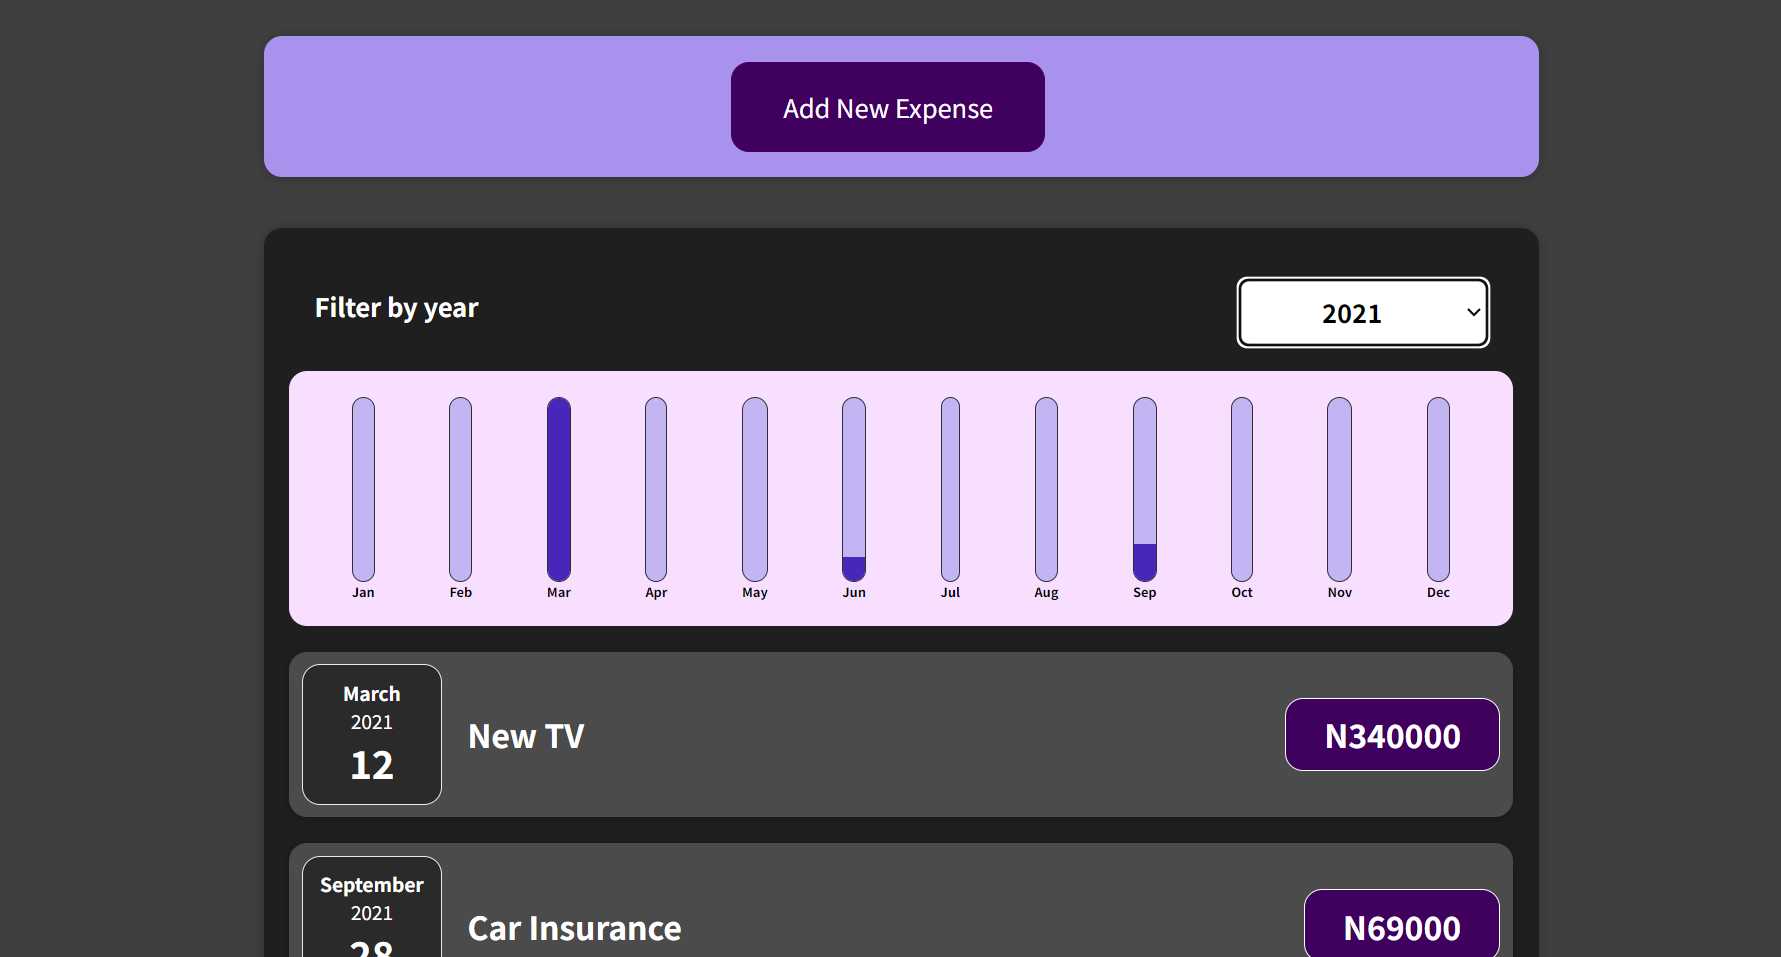 Add New Expense
Filter by year
2021
Jan Feb Mar Apr May Jun Jul Aug Sep Oct Nov Dec
March
2021
12
New TV
N340000
September
2021
28
Car Insurance
N69000